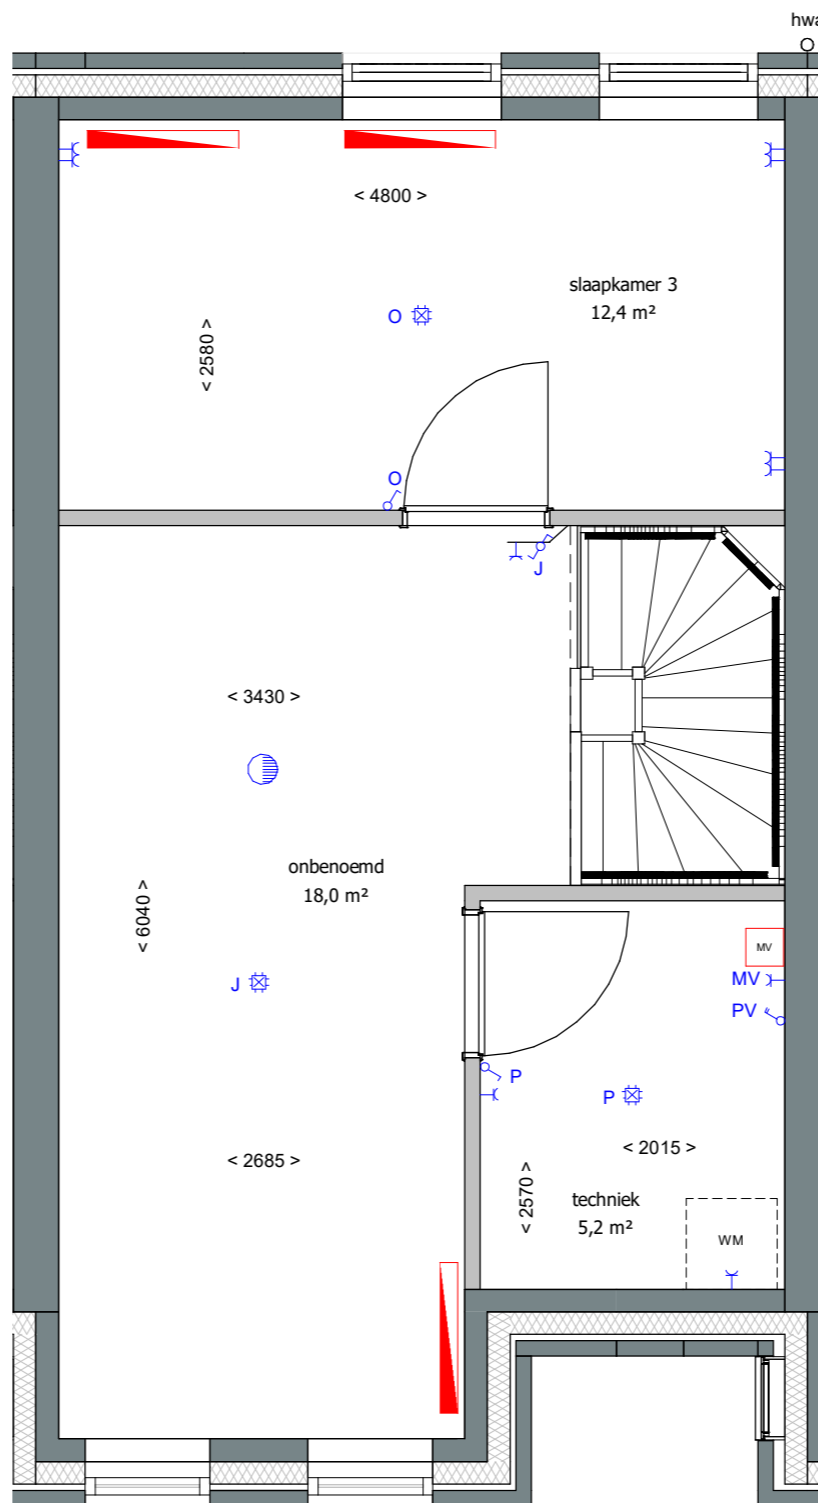 hwa
< 4800 >
slaapkamer 3
12,4 m²
O
< 2580 >
O
J
< 3430 >
onbenoemd
18,0 m²
< 6040 >
MV
MV
PV
J
P
P
< 2015 >
< 2685 >
< 2570 >
techniek
5,2 m²
WM